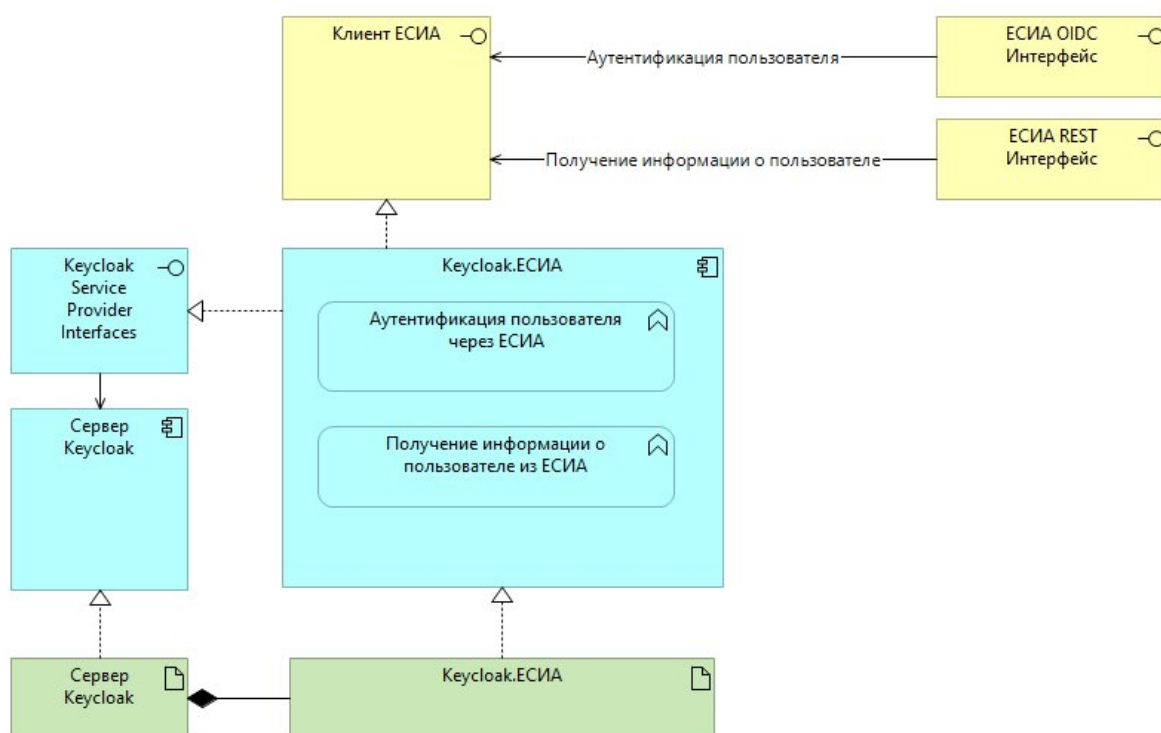 Клиент ЕСИА
Аутентификация пользователя
ЕСИА OIDC
Интерфейс
Получение информации о пользователе
ЕСИА REST
Интерфейс
Keycloak
Service
Provider
Interfaces
Keycloak.ЕСИА
Аутентификация пользователя
через ЕСИА
Получение информации о
пользователе из ЕСИА
Сервер
Keycloak
Сервер
Keycloak
Keycloak.ЕСИА